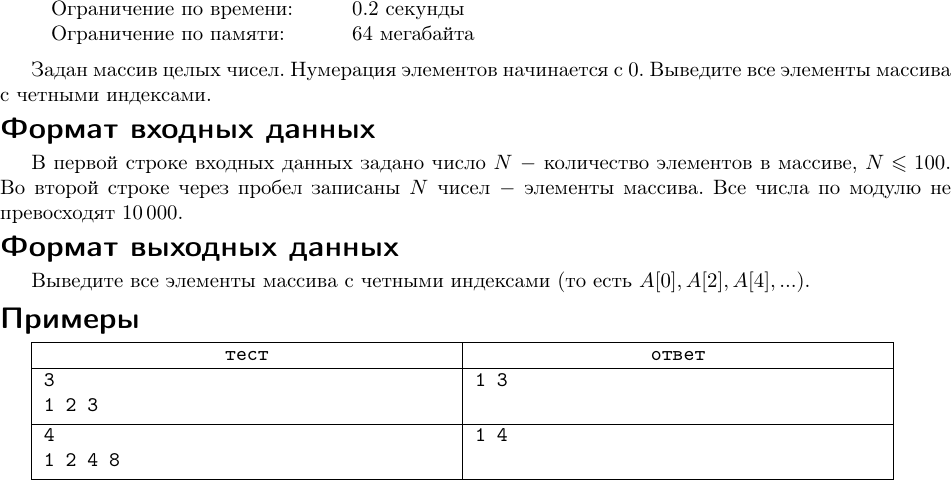 Ограничение по времени: 0.2 секунды
Ограничение по памяти: 64 мегабайта
Задан массив целых чисел. Нумерация элементов начинается с 0. Выведите все элементы массива
с четными индексами.
Формат входных данных
В первой строке входных данных задано число N − количество элементов в массиве, N ⩽ 100.
Во второй строке через пробел записаны N чисел − элементы массива. Все числа по модулю не
превосходят 10 000.
Формат выходных данных
Выведите все элементы массива с четными индексами (то есть A[0], A[2], A[4], ...).
Примеры
тест ответ
3 1 3
1 2 3
4 1 4
1 2 4 8